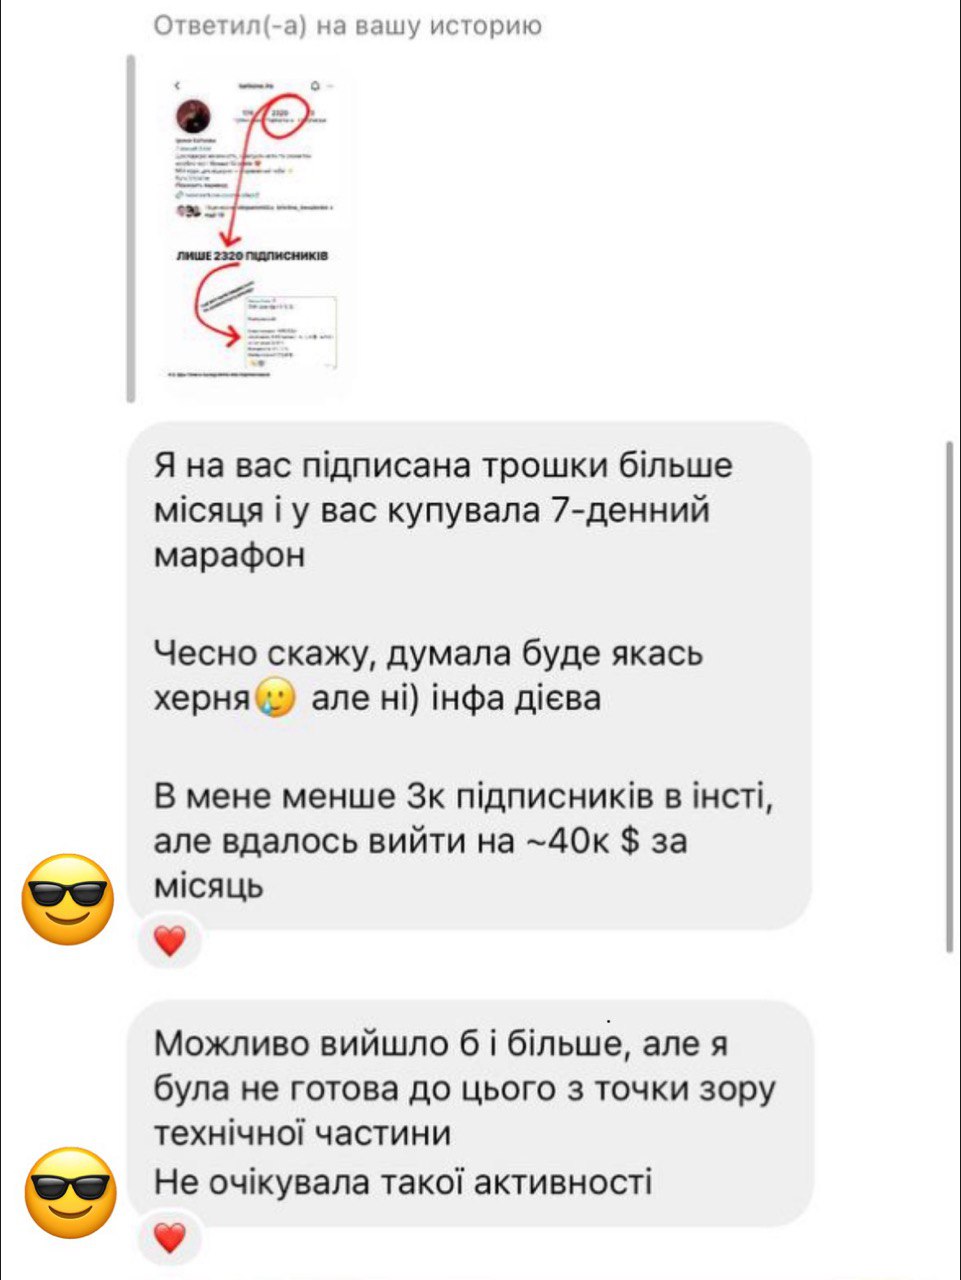 Ответил(-а) на вашу историю
2320
ЛИШЕ 2320 ПІДПИСНИКІВ
Я на вас підписана трошки більше
місяця і у вас купувала 7-денний
марафон
Чесно скажу, думала буде якась
херня🥲 але ні) інфа дієва
В мене менше 3к підписників в інсті,
але вдалось вийти на ~40к $ за
місяць
Можливо вийшло б і більше, але я
була не готова до цього з точки зору
технічної частини
Не очікувала такої активності